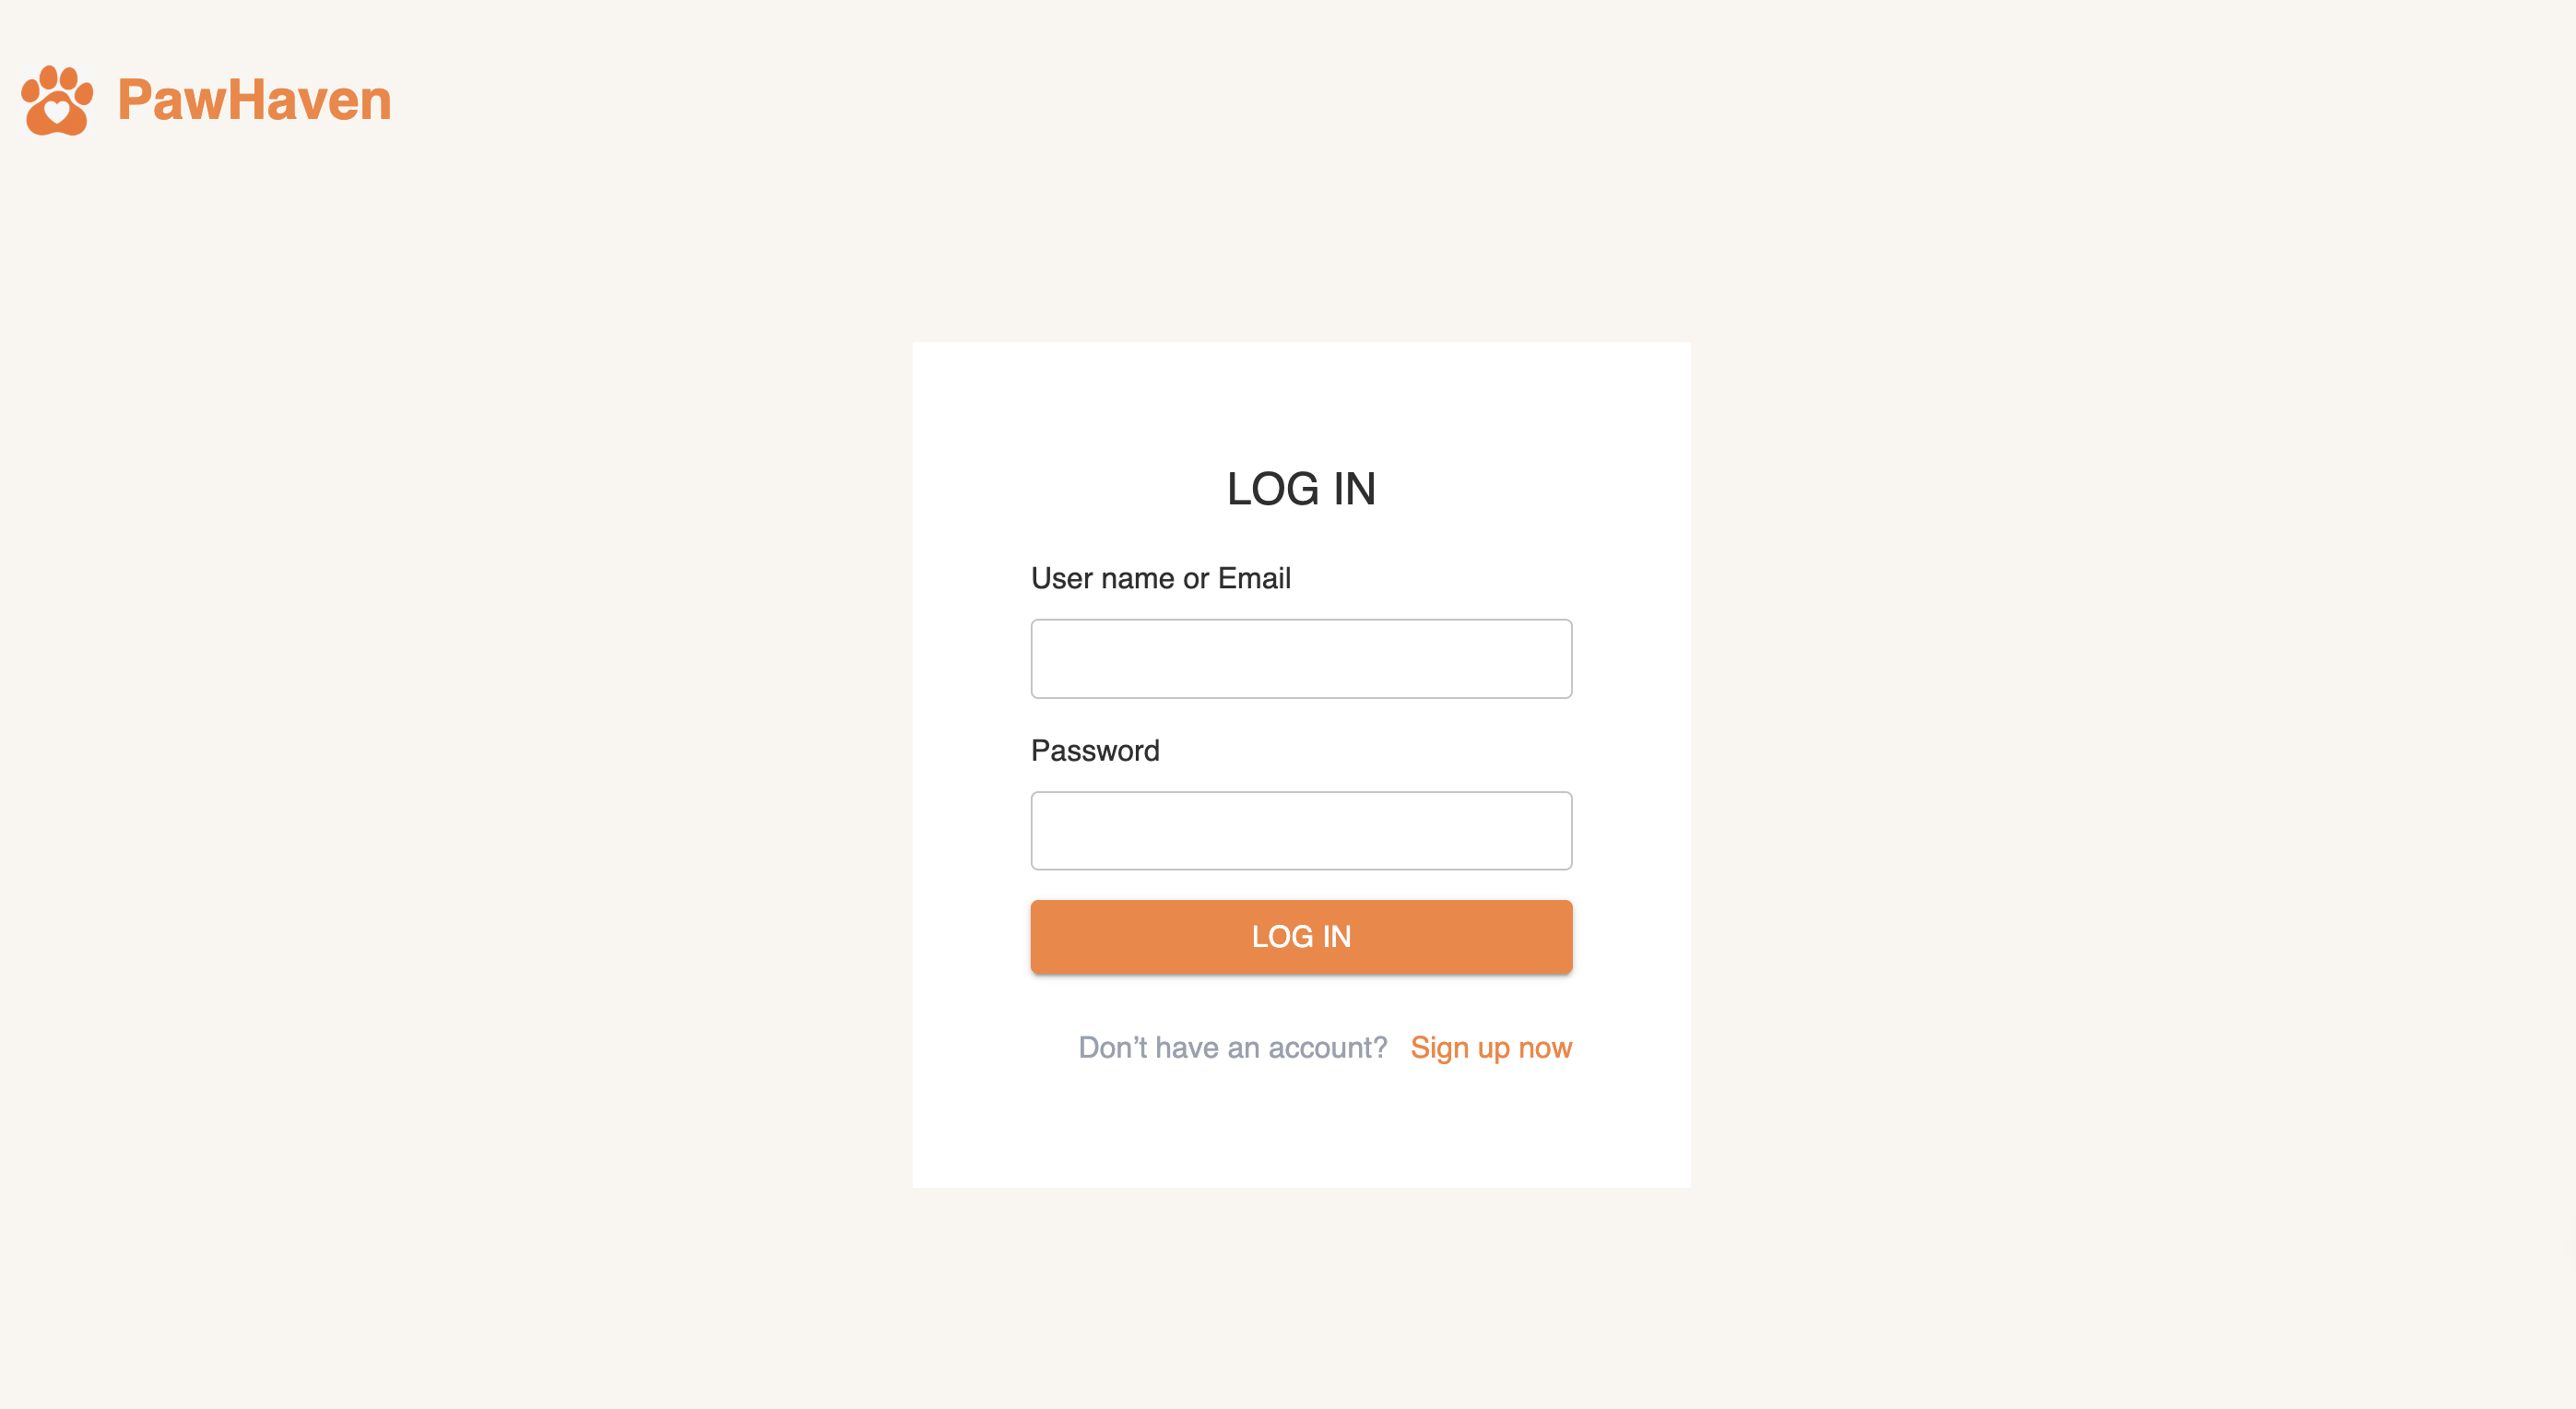 PawHaven
LOG IN
User name or Email
Password
LOG IN
Don’t have an account? Sign up now